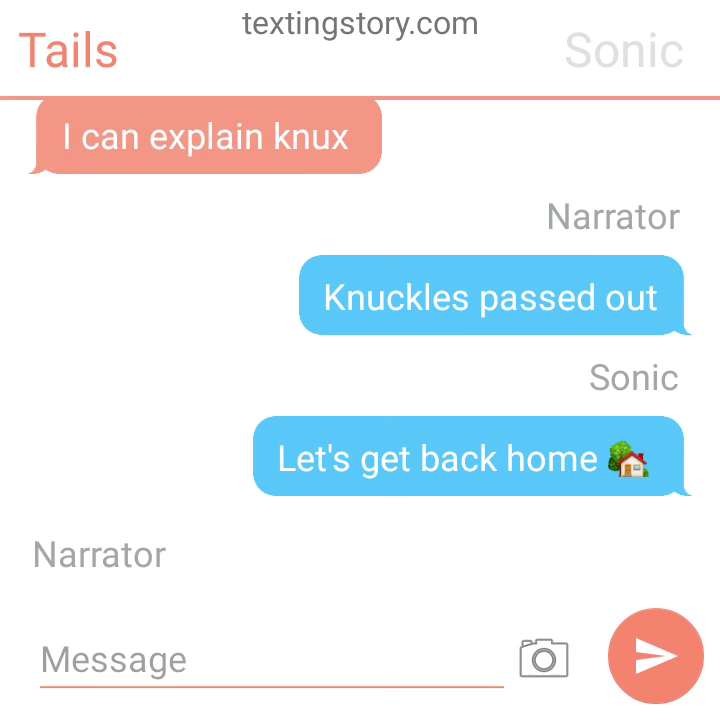 textingstory.com
Tails
Sonic
I can explain knux
Narrator
Knuckles passed out
Sonic
Let's get back home 🏡
Narrator
Message